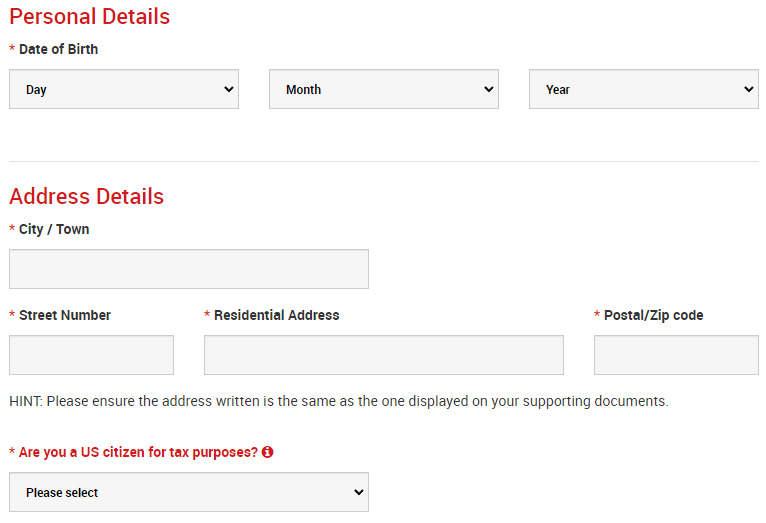 Personal Details
* Date of Birth
Day Month Year
Address Details
* City / Town
* Street Number * Residential Address * Postal/Zip code
HINT: Please ensure the address written is the same as the one displayed on your supporting documents.
* Are you a US citizen for tax purposes?
Please select